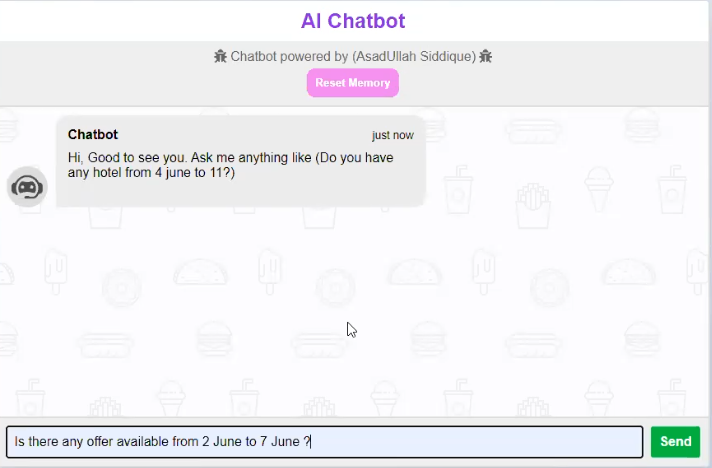 AI Chatbot
Chatbot powered by (AsadUllah Siddique)
Reset Memory
Chatbot just now
Hi, Good to see you. Ask me anything like (Do you have
any hotel from 4 june to 11?)
Is there any offer available from 2 June to 7 June ? Send